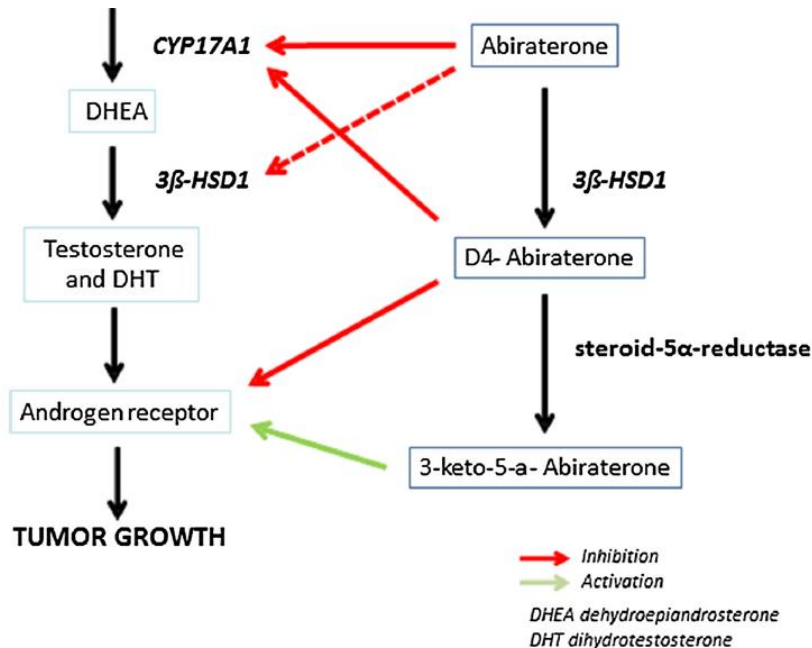 CYP17A1
Abiraterone
DHEA
3ß-HSD1
3ß-HSD1
Testosterone
and DHT
D4- Abiraterone
steroid-5α-reductase
Androgen receptor
3-keto-5-a- Abiraterone
TUMOR GROWTH
Inhibition
Activation
DHEA dehydroepiandrosterone
DHT dihydrotestosterone